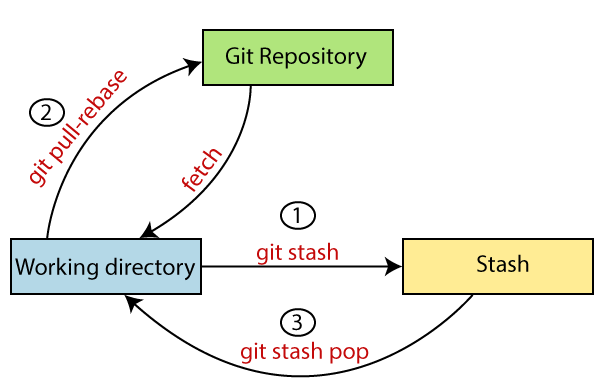 Git Repository
2
git pull-rebase
fetch
1
git stash
Working directory
Stash
3
git stash pop